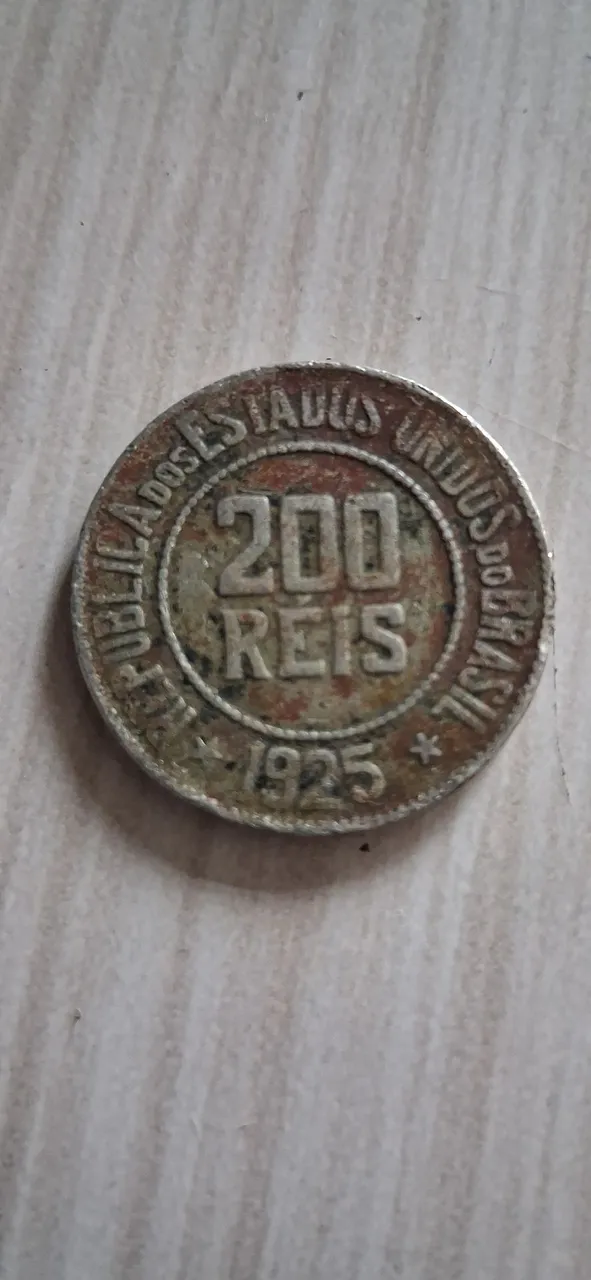 REPUBLICA DOS ESTADOS UNIDOS DO BRASIL
200
RÉIS
1925